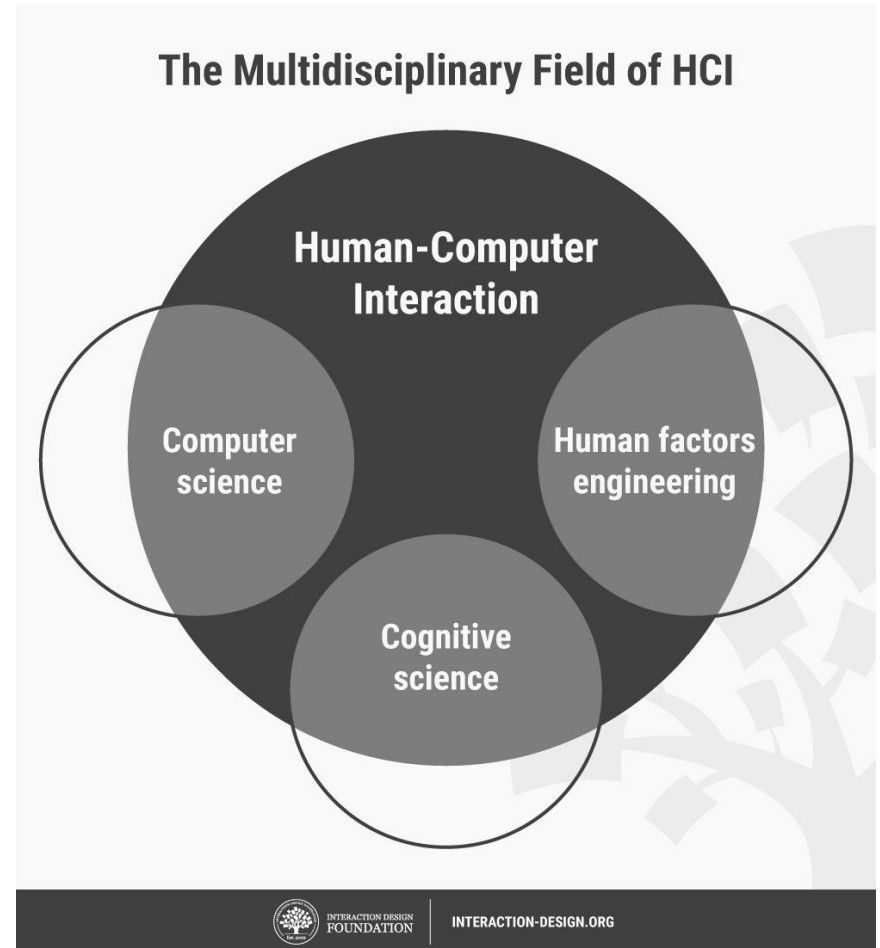 The Multidisciplinary Field of HCI
Human-Computer
Interaction
Computer
science
Human factors
engineering
Cognitive
science
INTERACTION DESIGN
FOUNDATION
INTERACTION-DESIGN.ORG